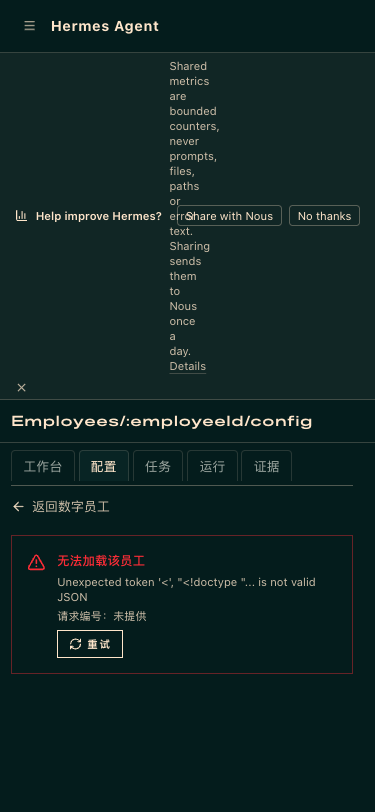 Hermes Agent
Shared
metrics
are
bounded
counters,
never
prompts,
files,
paths
or
error
text.
Sharing
sends
them
to
Nous
once
a
day.
Details
Help improve Hermes?
Share with Nous
No thanks
Employees/:employeeId/config
工作台
配置
任务
运行
证据
返回数字员工
无法加载该员工
Unexpected token '<', "<!doctype "... is not valid
JSON
请求编号：未提供
重试